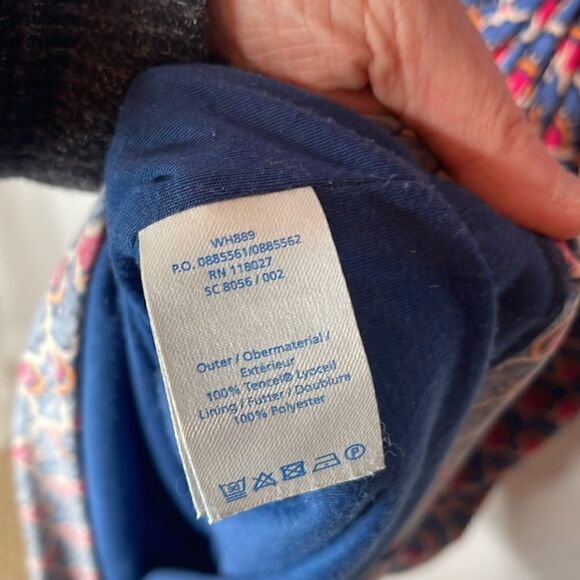 WH889
P.O. 0885561/0885562
RN 118027
SC 8056 / 002
Outer / Obermaterial /
Extérieur
100% Tencel® Lyocell
Lining / Futter / Doublure
100% Polyester